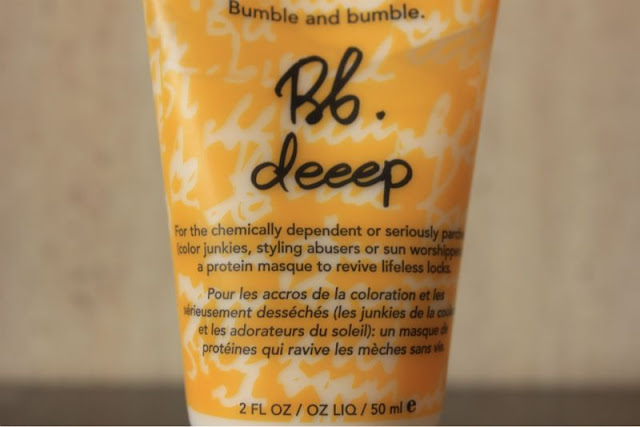 Bumble and bumble.
Bb.
deeep
For the chemically dependent or seriously
(color junkies, styling abusers or sun
a protein masque to revive lifeless locks.
Pour les accros de la coloration et les
sérieusement desséchés (les junkies de la
et les adorateurs du soleil): un masque de
protéines qui ravive les mèches sans vie.
2 FL OZ / OZ LIQ / 50 ml ℮